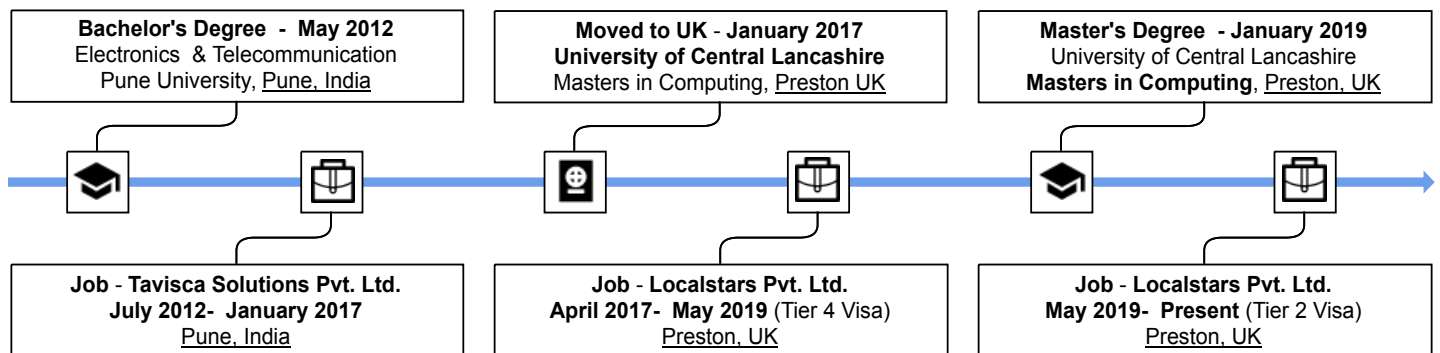 Bachelor's Degree - May 2012
Electronics & Telecommunication
Pune University, Pune, India
Moved to UK - January 2017
University of Central Lancashire
Masters in Computing, Preston UK
Master's Degree - January 2019
University of Central Lancashire
Masters in Computing, Preston, UK
Job - Tavisca Solutions Pvt. Ltd.
July 2012- January 2017
Pune, India
Job - Localstars Pvt. Ltd.
April 2017- May 2019 (Tier 4 Visa)
Preston, UK
Job - Localstars Pvt. Ltd.
May 2019- Present (Tier 2 Visa)
Preston, UK